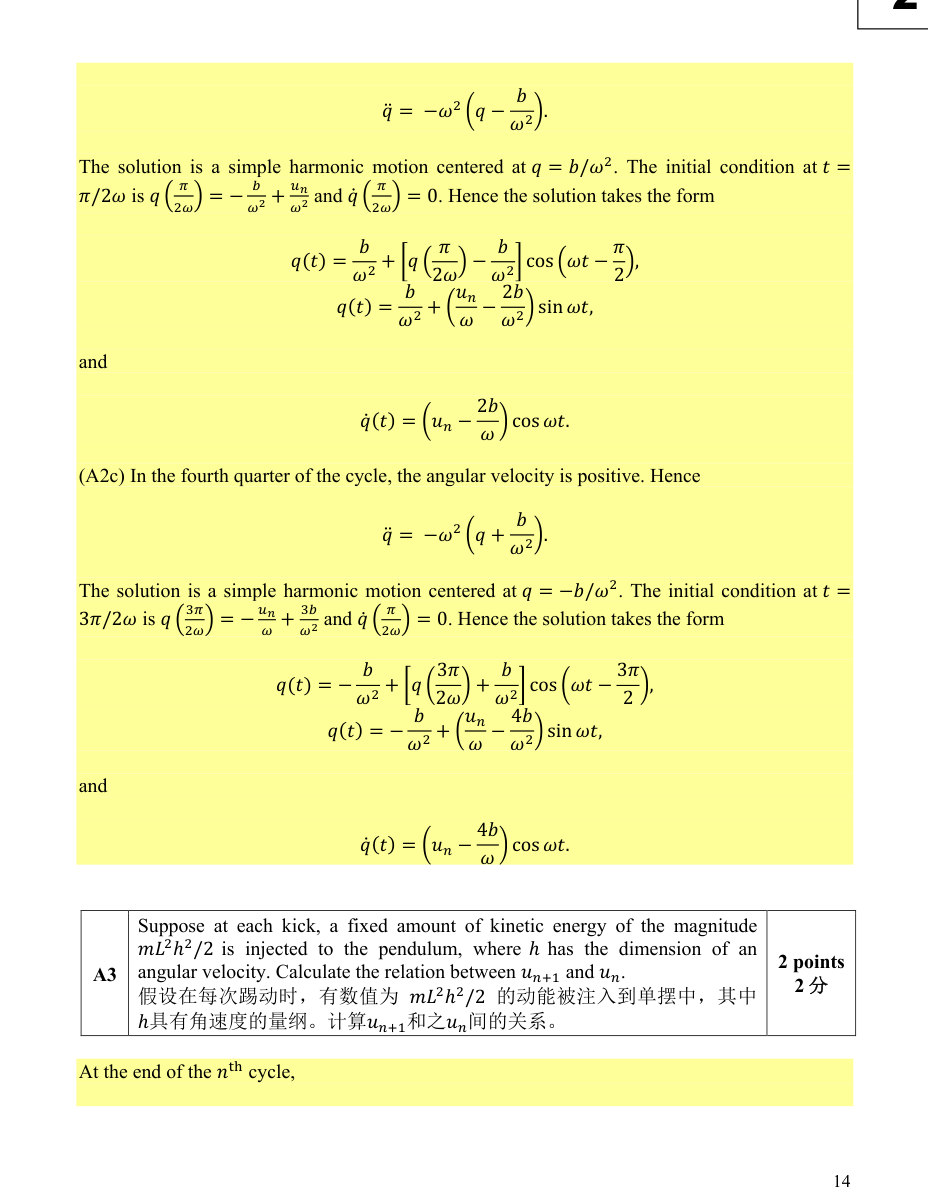 2
q̈ = −ω² (q − b/ω²).
The solution is a simple harmonic motion centered at q = b/ω². The initial condition at t =
π/2ω is q (π/2ω) = − b/ω² + uₙ/ω² and q̇ (π/2ω) = 0. Hence the solution takes the form
q(t) = b/ω² + [q (π/2ω) − b/ω²] cos (ωt − π/2),
q(t) = b/ω² + (uₙ/ω − 2b/ω²) sin ωt,
and
q̇(t) = (uₙ − 2b/ω) cos ωt.
(A2c) In the fourth quarter of the cycle, the angular velocity is positive. Hence
q̈ = −ω² (q + b/ω²).
The solution is a simple harmonic motion centered at q = −b/ω². The initial condition at t =
3π/2ω is q (3π/2ω) = − uₙ/ω + 3b/ω² and q̇ (π/2ω) = 0. Hence the solution takes the form
q(t) = − b/ω² + [q (3π/2ω) + b/ω²] cos (ωt − 3π/2),
q(t) = − b/ω² + (uₙ/ω − 4b/ω²) sin ωt,
and
q̇(t) = (uₙ − 4b/ω) cos ωt.
A3
Suppose at each kick, a fixed amount of kinetic energy of the magnitude
mL²h²/2 is injected to the pendulum, where h has the dimension of an
angular velocity. Calculate the relation between uₙ₊₁ and uₙ.
假设在每次踢动时，有数值为 mL²h²/2 的动能被注入到单摆中，其中
h具有角速度的量纲。计算uₙ₊₁和之uₙ间的关系。
2 points
2 分
At the end of the nᵗʰ cycle,
14